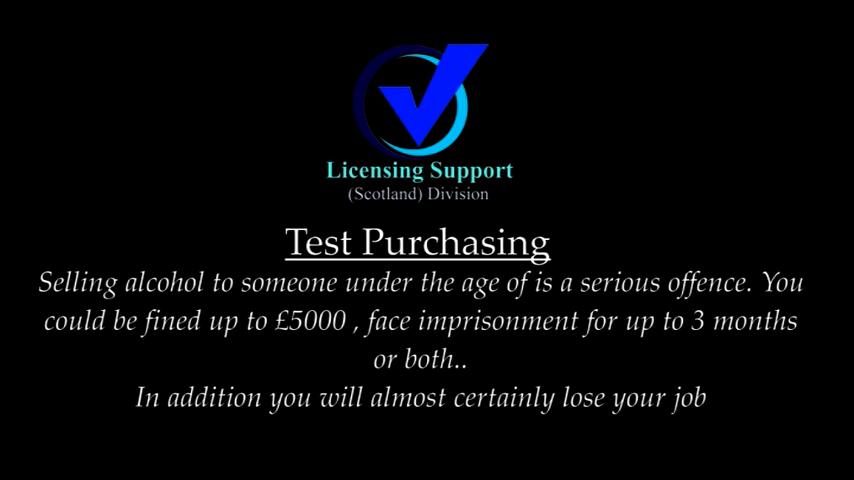 Licensing Support
(Scotland) Division
Test Purchasing
Selling alcohol to someone under the age of is a serious offence. You
could be fined up to £5000 , face imprisonment for up to 3 months
or both..
In addition you will almost certainly lose your job